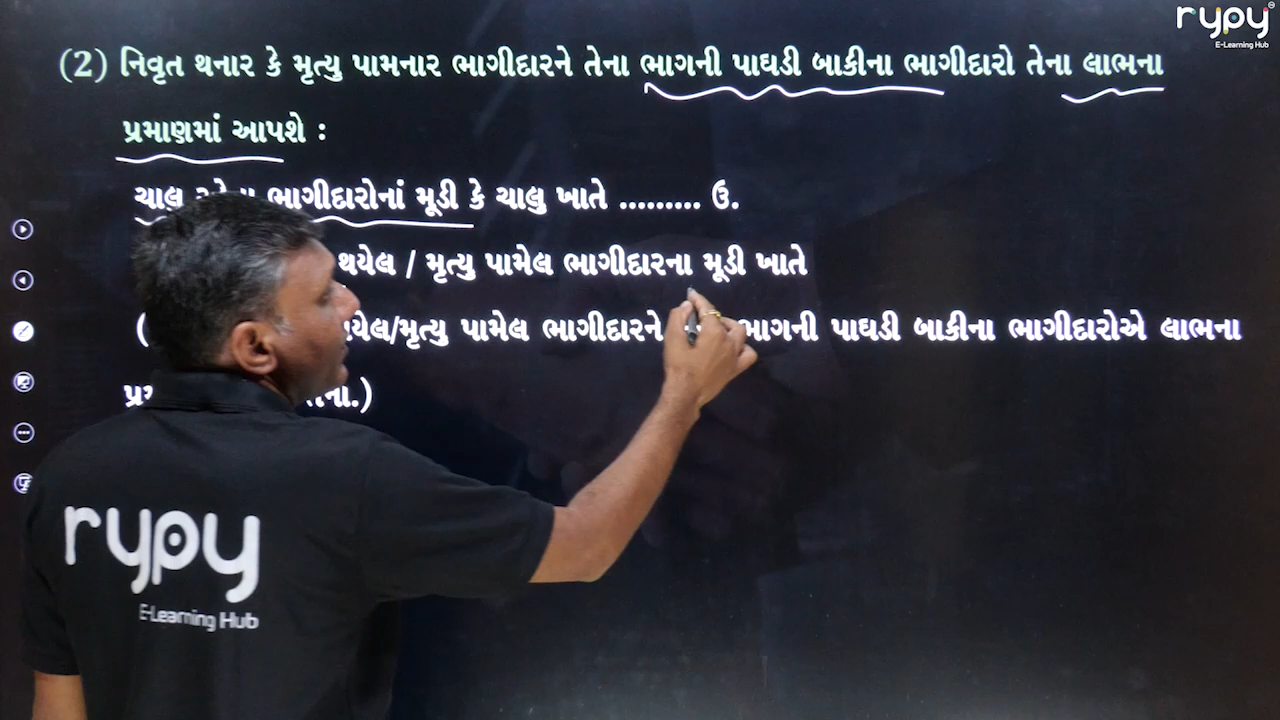 rypy
E-Learning Hub
(2) નિવૃત થનાર કે મૃત્યુ પામનાર ભાગીદારને તેના ભાગની પાઘડી બાકીના ભાગીદારો તેના લાભના
પ્રમાણમાં આપશે :
ચાલુ ભાગીદારોનાં મૂડી કે ચાલુ ખાતે ......... ઉ.
થયેલ / મૃત્યુ પામેલ ભાગીદારના મૂડી ખાતે
( /મૃત્યુ પામેલ ભાગીદારને ભાગની પાઘડી બાકીના ભાગીદારોએ લાભના
.)
rypy
E-Learning Hub